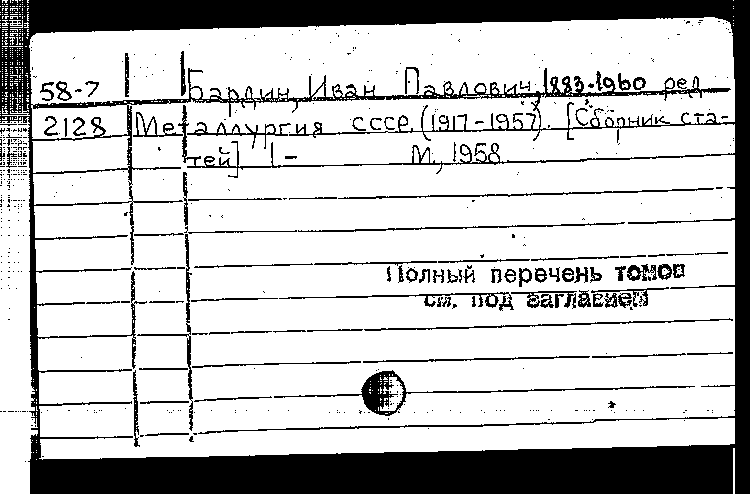 58-7 Бардин, Иван Павлович, 1883-1960 ред
2128 Металлургия СССР. (1917-1957). [Сборник ста-
тей]. 1- М., 1958
Полный перечень томов
см. под заглавием